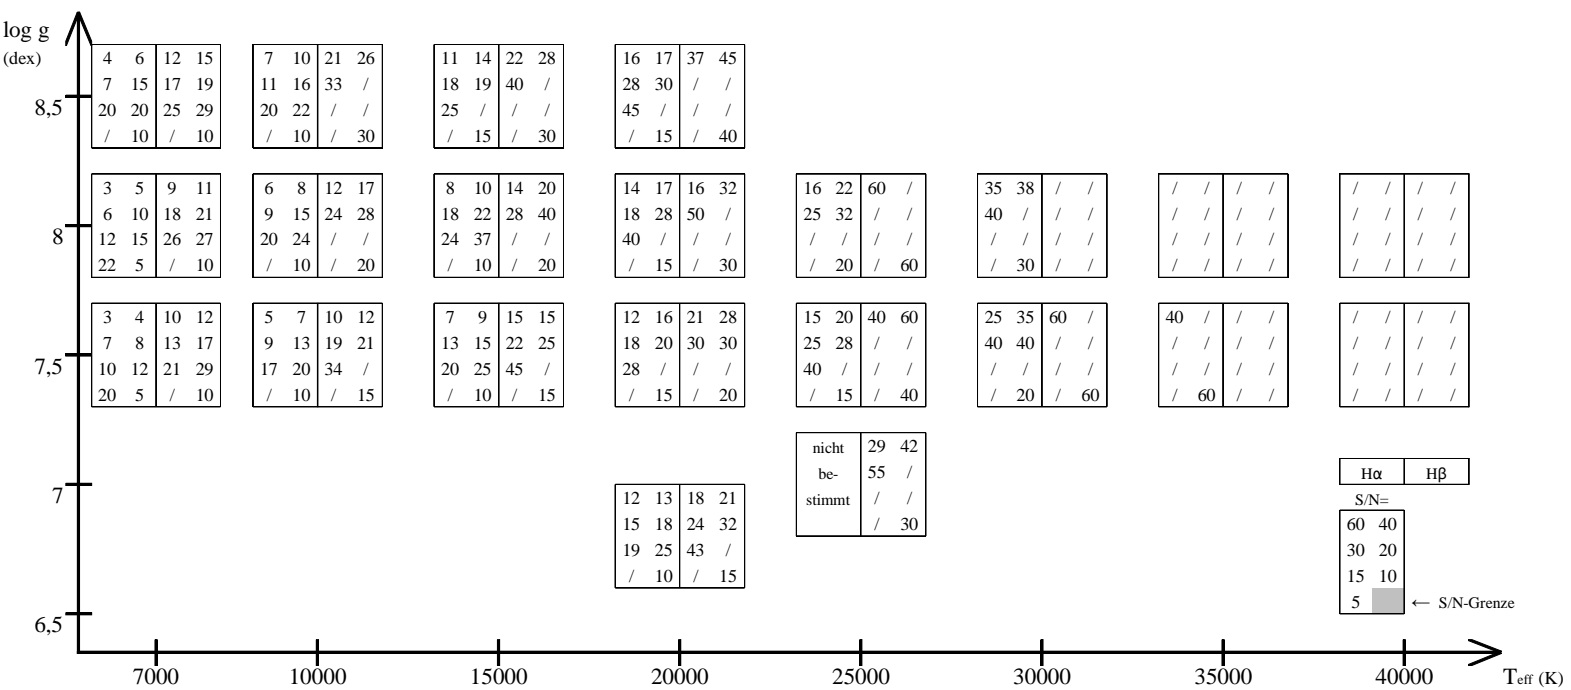 log g
(dex)
4 6 12 15 7 10 21 26 11 14 22 28 16 17 37 45
7 15 17 19 11 16 33 / 18 19 40 / 28 30 / /
8,5
20 20 25 29 20 22 / / 25 / / / 45 / / /
/ 10 / 10 / 10 / 30 / 15 / 30 / 15 / 40
3 5 9 11 6 8 12 17 8 10 14 20 14 17 16 32 16 22 60 / 35 38 / / / / / / / / / /
6 10 18 21 9 15 24 28 18 22 28 40 18 28 50 / 25 32 / / 40 / / / / / / / / / / /
8
12 15 26 27 20 24 / / 24 37 / / 40 / / / / / / / / / / / / / / / / / / /
22 5 / 10 / 10 / 20 / 10 / 20 / 15 / 30 / 20 / 60 / 30 / / / / / / / / / /
3 4 10 12 5 7 10 12 7 9 15 15 12 16 21 28 15 20 40 60 25 35 60 / 40 / / / / / / /
7 8 13 17 9 13 19 21 13 15 22 25 18 20 30 30 25 28 / / 40 40 / / / / / / / / / /
7,5
10 12 21 29 17 20 34 / 20 25 45 / 28 / / / 40 / / / / / / / / / / / / / / /
20 5 / 10 / 10 / 15 / 10 / 15 / 15 / 20 / 15 / 40 / 20 / 60 / 60 / / / / / /
nicht 29 42
be- 55 /
stimmt / /
/ 30
7
12 13 18 21
15 18 24 32
19 25 43 /
/ 10 / 15
Hα Hβ
S/N=
60 40
30 20
15 10
5 ← S/N-Grenze
6,5
7000 10000 15000 20000 25000 30000 35000 40000 Teff (K)